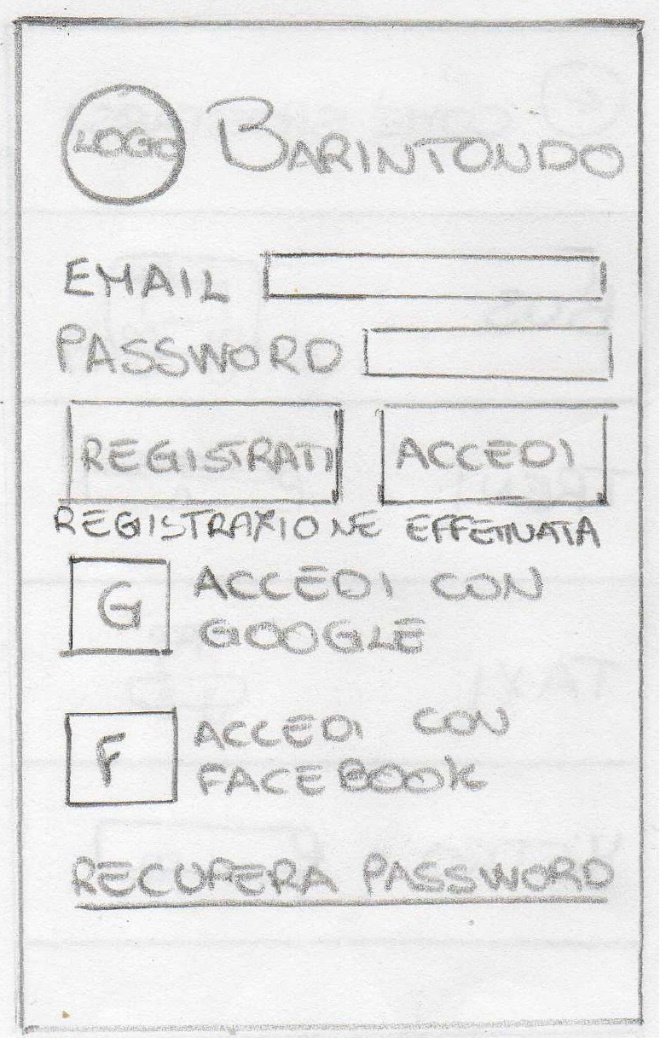 LOGO BARINTONDO
EMAIL
PASSWORD
REGISTRATI ACCEDI
REGISTRAZIONE EFFETTUATA
G ACCEDI CON
GOOGLE
F ACCEDI CON
FACEBOOK
RECUPERA PASSWORD